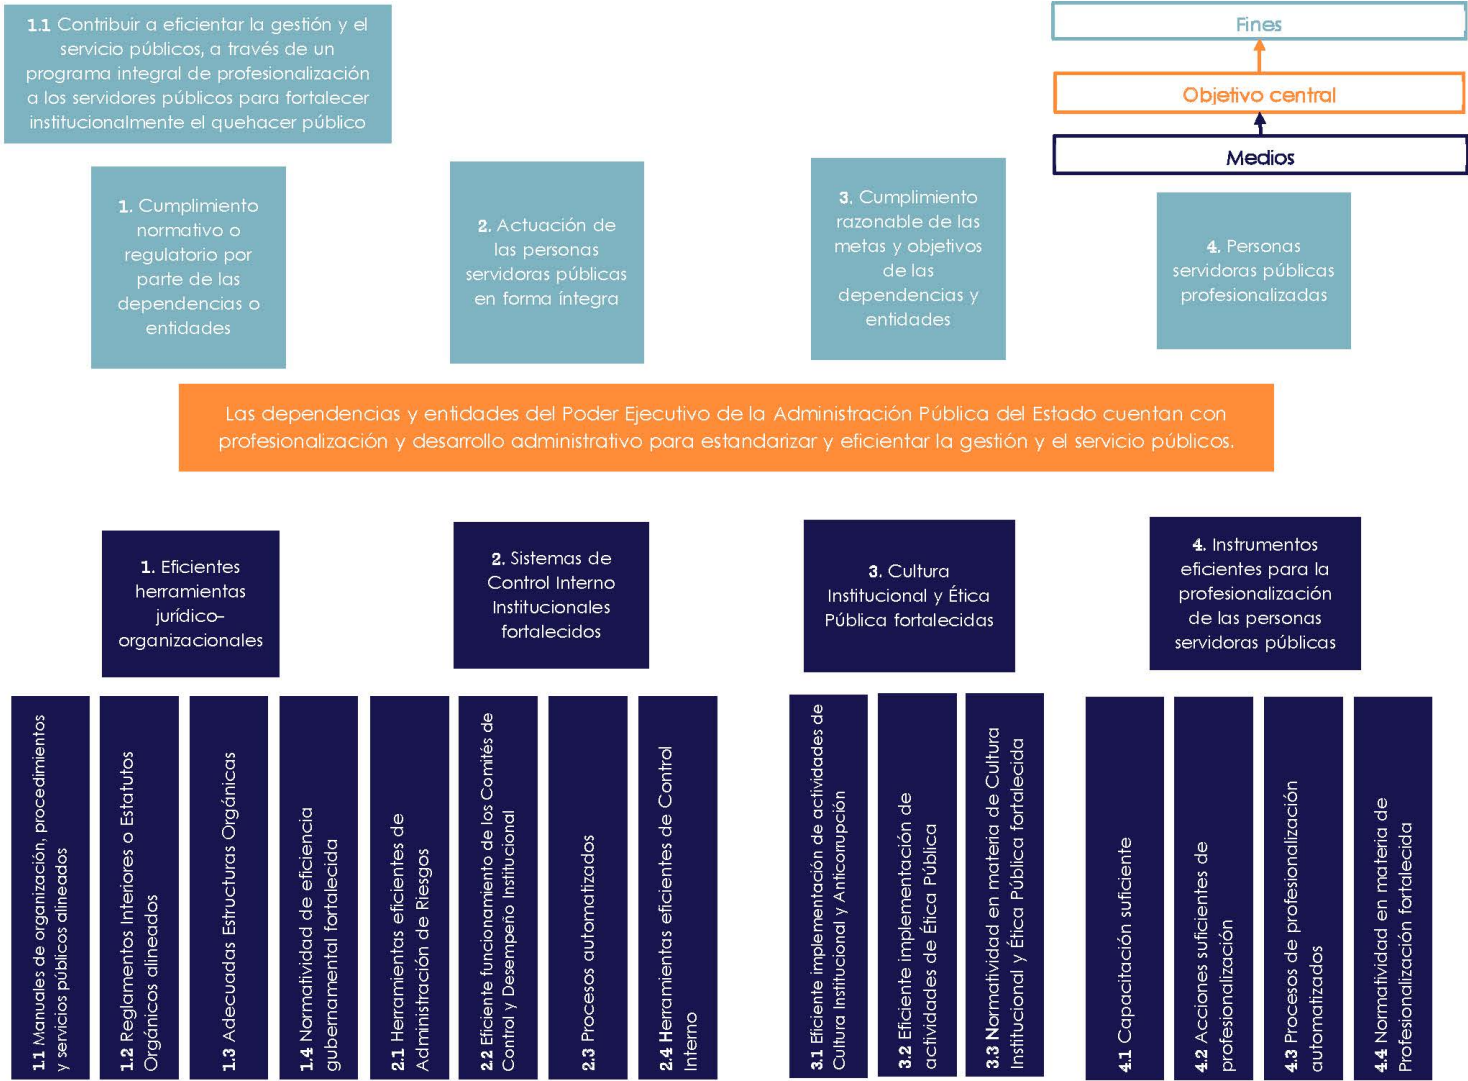 1.1 Contribuir a eficientar la gestión y el
servicio públicos, a través de un
programa integral de profesionalización
a los servidores públicos para fortalecer
institucionalmente el quehacer público
Fines
Objetivo central
Medios
1. Cumplimiento
normativo o
regulatorio por
parte de las
dependencias o
entidades
2. Actuación de
las personas
servidoras públicas
en forma íntegra
3. Cumplimiento
razonable de las
metas y objetivos
de las
dependencias y
entidades
4. Personas
servidoras públicas
profesionalizadas
Las dependencias y entidades del Poder Ejecutivo de la Administración Pública del Estado cuentan con
profesionalización y desarrollo administrativo para estandarizar y eficientar la gestión y el servicio públicos.
1. Eficientes
herramientas
jurídico-
organizacionales
2. Sistemas de
Control Interno
Institucionales
fortalecidos
3. Cultura
Institucional y Ética
Pública fortalecidas
4. Instrumentos
eficientes para la
profesionalización
de las personas
servidoras públicas
1.1 Manuales de organización, procedimientos
y servicios públicos alineados
1.2 Reglamentos Interiores o Estatutos
Orgánicos alineados
1.3 Adecuadas Estructuras Orgánicas
1.4 Normatividad de eficiencia
gubernamental fortalecida
2.1 Herramientas eficientes de
Administración de Riesgos
2.2 Eficiente funcionamiento de los Comités de
Control y Desempeño Institucional
2.3 Procesos automatizados
2.4 Herramientas eficientes de Control
Interno
3.1 Eficiente implementación de actividades de
Cultura Institucional y Anticorrupción
3.2 Eficiente implementación de
actividades de Ética Pública
3.3 Normatividad en materia de Cultura
Institucional y Ética Pública fortalecida
4.1 Capacitación suficiente
4.2 Acciones suficientes de
profesionalización
4.3 Procesos de profesionalización
automatizados
4.4 Normatividad en materia de
Profesionalización fortalecida